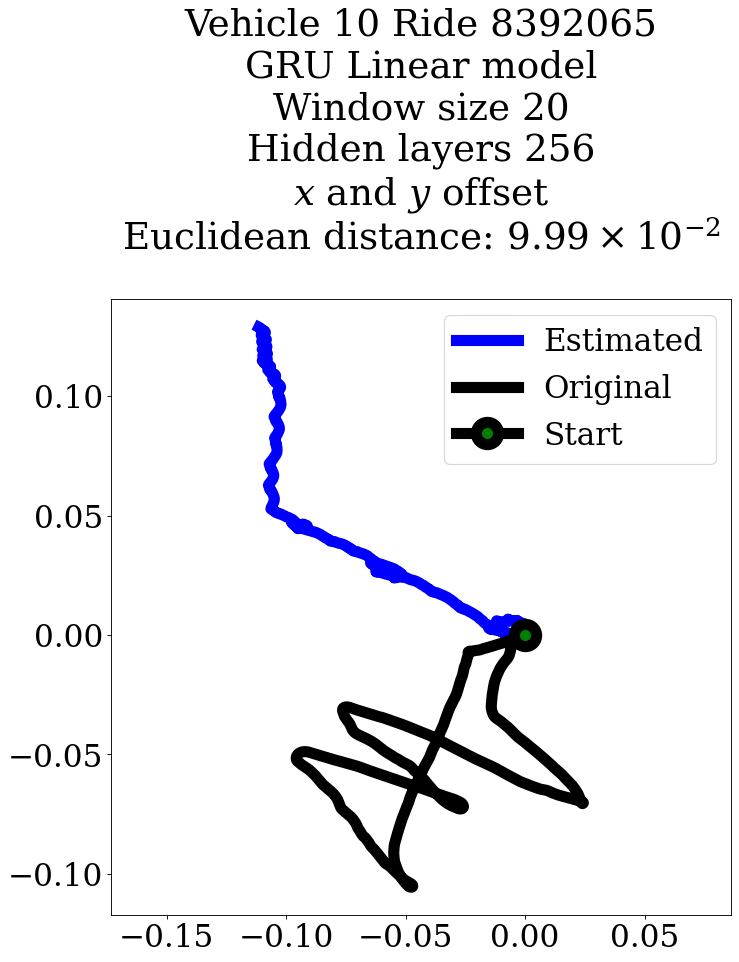 Vehicle 10 Ride 8392065
GRU Linear model
Window size 20
Hidden layers 256
x and y offset
Euclidean distance: 9.99 × 10⁻²
Estimated
Original
Start
0.10
0.05
0.00
−0.05
−0.10
−0.15 −0.10 −0.05 0.00 0.05